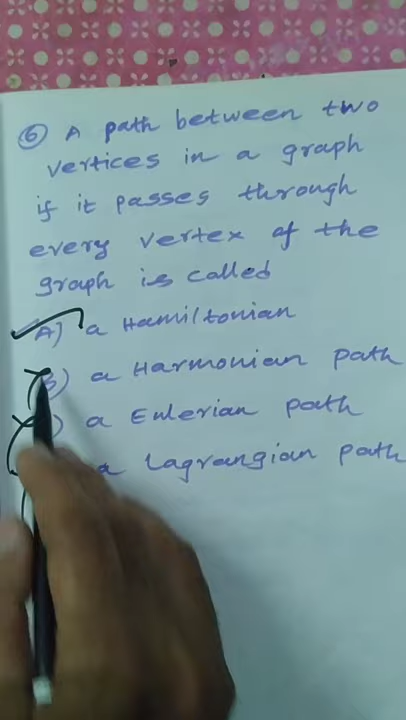 ⑥ A path between two
vertices in a graph
if it passes through
every vertex of the
graph is called
A) a Hamiltonian
B) a Harmonian path
) a Eulerian path
a Lagrangian path